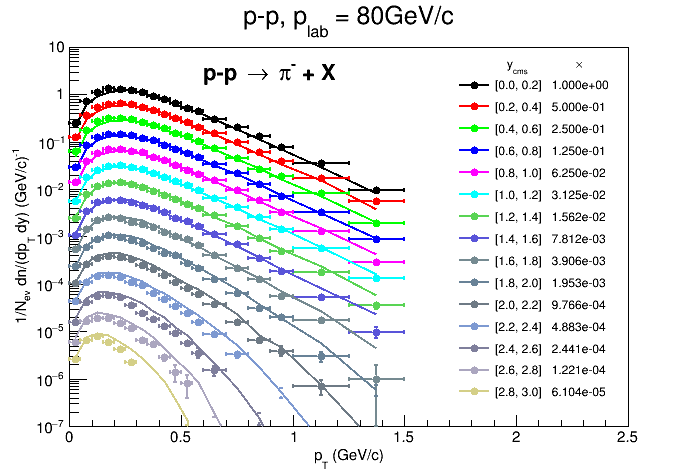 p-p, p_lab = 80GeV/c
p-p → π⁻ + X
y_cms ×
[0.0, 0.2] 1.000e+00
[0.2, 0.4] 5.000e-01
[0.4, 0.6] 2.500e-01
[0.6, 0.8] 1.250e-01
[0.8, 1.0] 6.250e-02
[1.0, 1.2] 3.125e-02
[1.2, 1.4] 1.562e-02
[1.4, 1.6] 7.812e-03
[1.6, 1.8] 3.906e-03
[1.8, 2.0] 1.953e-03
[2.0, 2.2] 9.766e-04
[2.2, 2.4] 4.883e-04
[2.4, 2.6] 2.441e-04
[2.6, 2.8] 1.221e-04
[2.8, 3.0] 6.104e-05
1/N_ev dn/(dp_ dy) (GeV/c)⁻¹
1
10⁻¹
10⁻²
10⁻³
10⁻⁴
10⁻⁵
10⁻⁶
10⁻⁷
0 0.5 1 1.5 2 2.5
p_T (GeV/c)